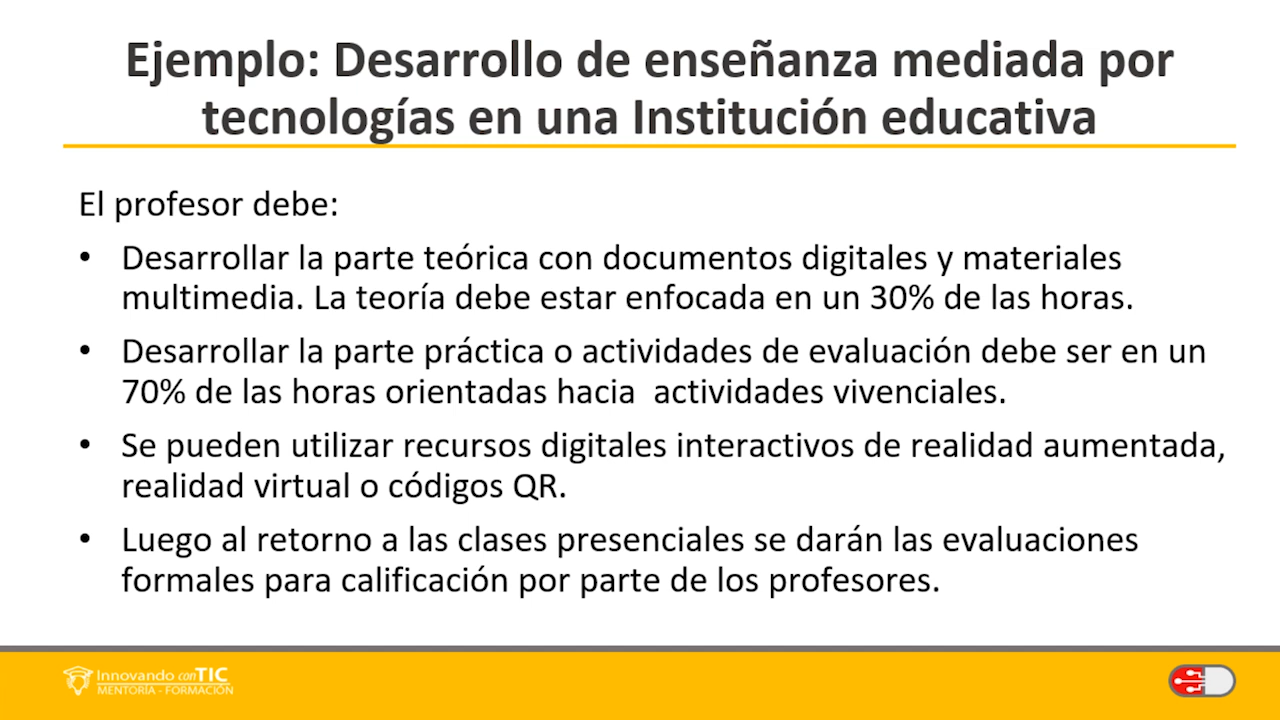 Ejemplo: Desarrollo de enseñanza mediada por
tecnologías en una Institución educativa
El profesor debe:
• Desarrollar la parte teórica con documentos digitales y materiales
multimedia. La teoría debe estar enfocada en un 30% de las horas.
• Desarrollar la parte práctica o actividades de evaluación debe ser en un
70% de las horas orientadas hacia  actividades vivenciales.
• Se pueden utilizar recursos digitales interactivos de realidad aumentada,
realidad virtual o códigos QR.
• Luego al retorno a las clases presenciales se darán las evaluaciones
formales para calificación por parte de los profesores.
Innovando con TIC
MENTORÍA - FORMACIÓN